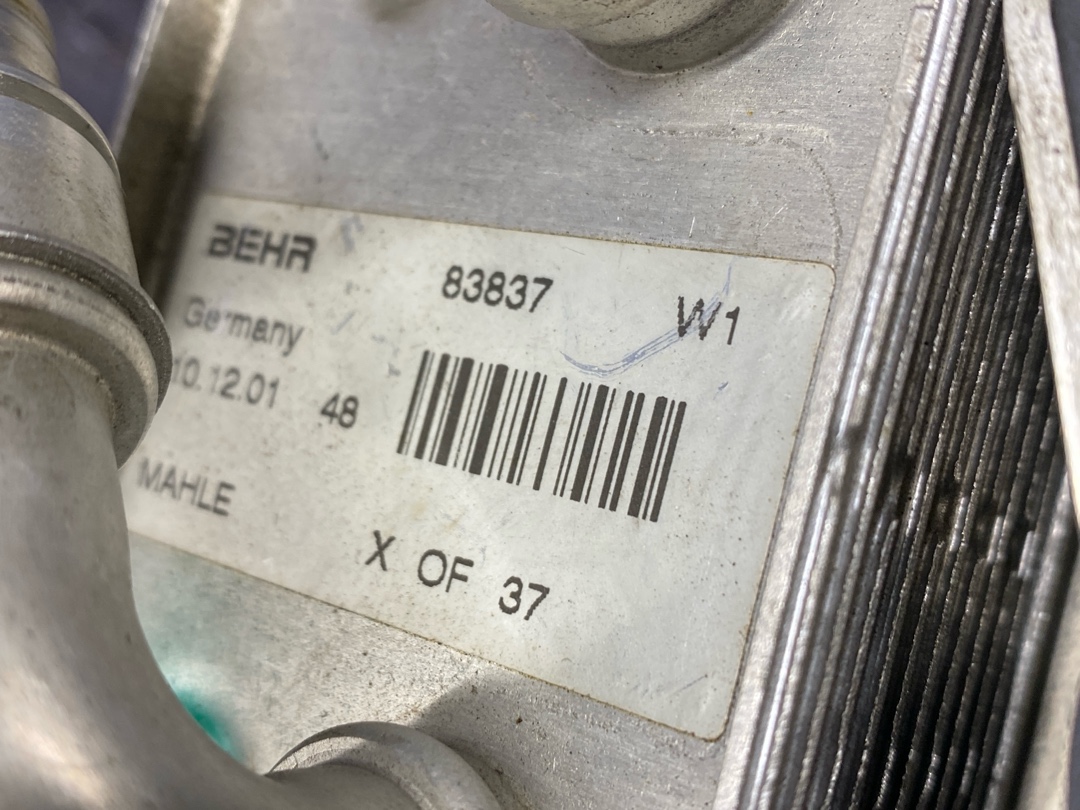 BEHR 83837 W1
Germany
10.12.01 48
MAHLE
X OF 37